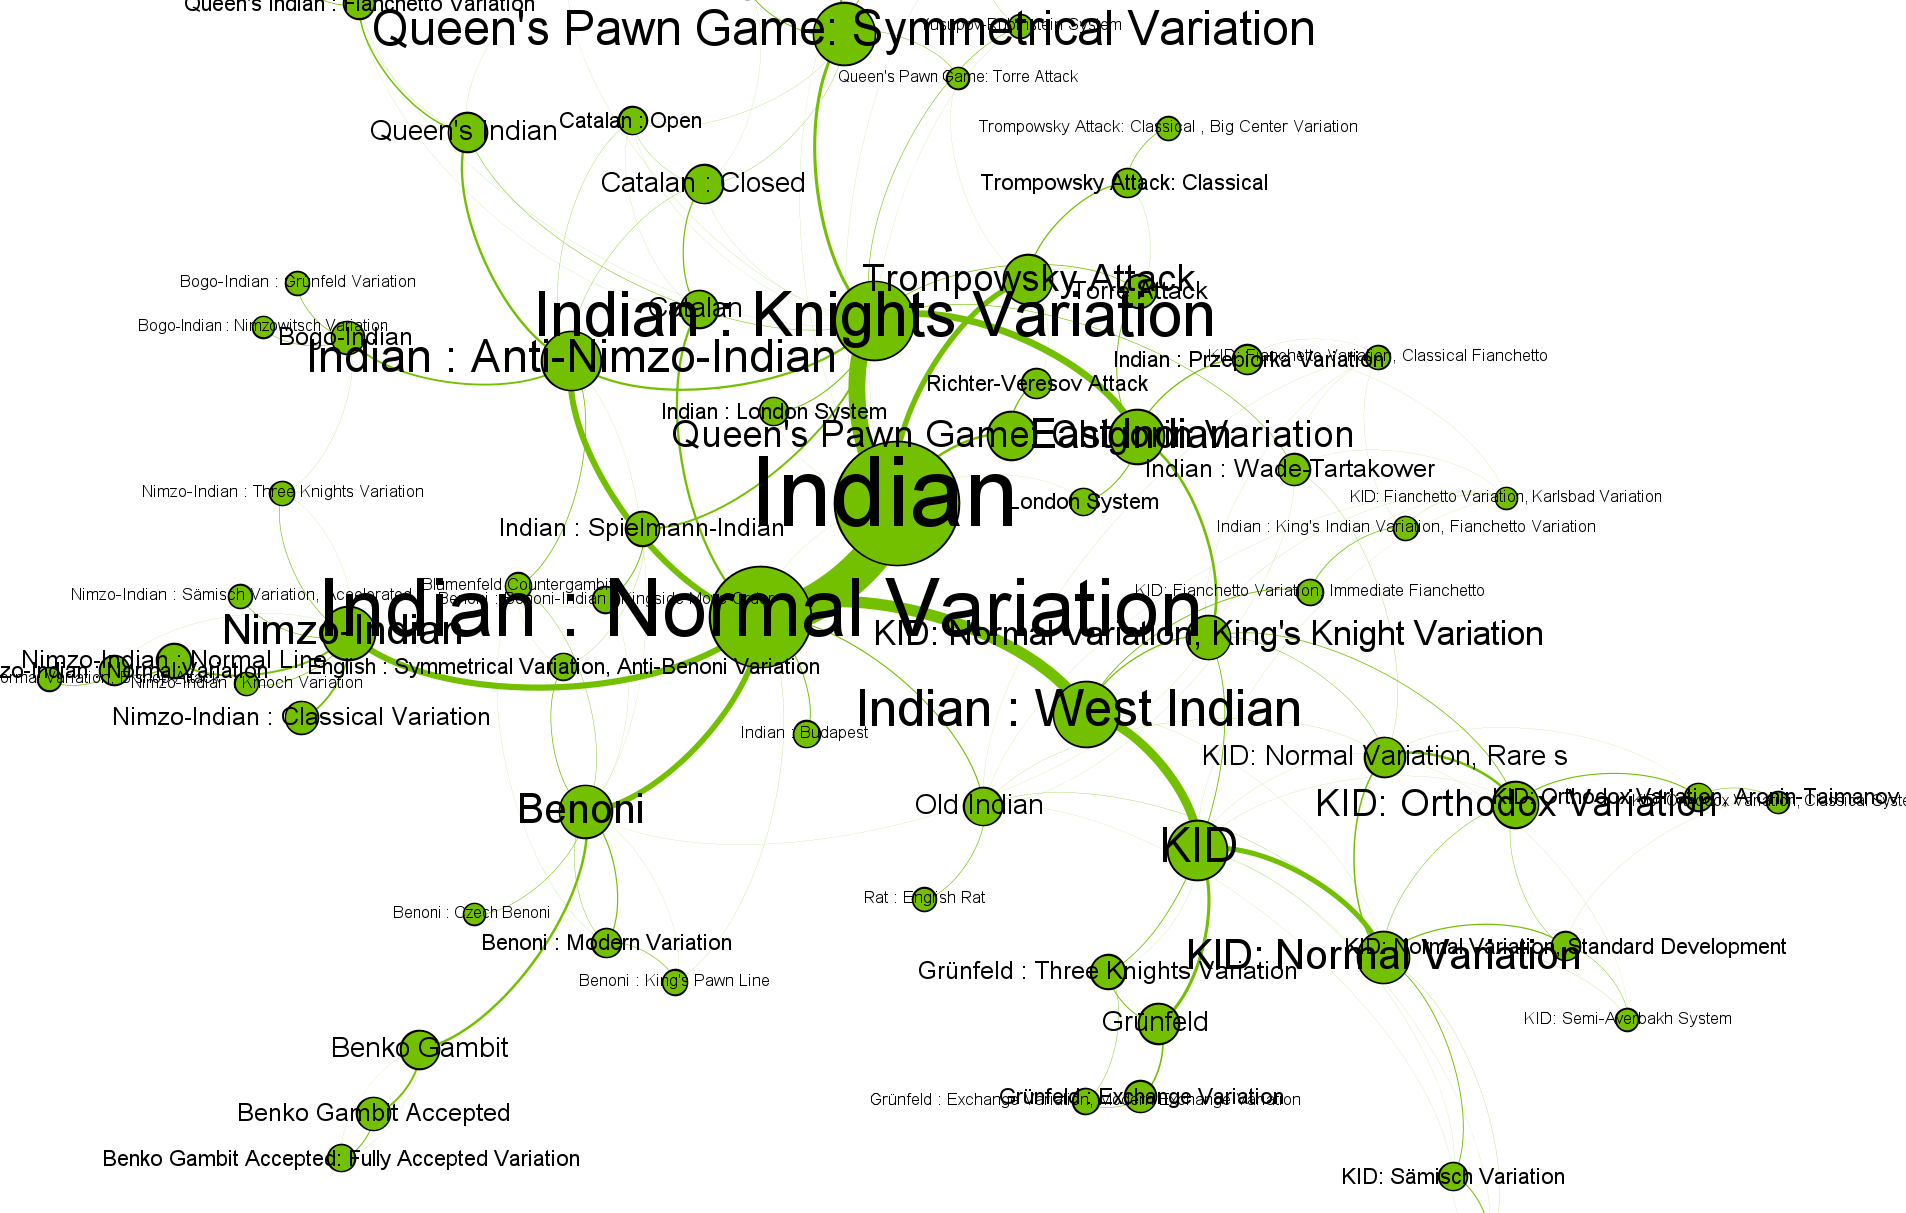 Queen's Indian : Fianchetto Variation
Queen's Pawn Game: Symmetrical Variation
Yusupov-Rubinstein System
Queen's Pawn Game: Torre Attack
Queen's Indian
Catalan : Open
Trompowsky Attack: Classical , Big Center Variation
Catalan : Closed
Trompowsky Attack: Classical
Bogo-Indian : Grünfeld Variation
Trompowsky Attack
Torre Attack
Catalan
Indian : Knights Variation
Bogo-Indian : Nimzowitsch Variation
Bogo-Indian
Indian : Anti-Nimzo-Indian
Indian : Przepiorka Variation
KID: Fianchetto Variation, Classical Fianchetto
Richter-Veresov Attack
Indian : London System
Queen's Pawn Game: Chigorin Variation
East Indian
Indian : Wade-Tartakower
Nimzo-Indian : Three Knights Variation
Indian
London System
KID: Fianchetto Variation, Karlsbad Variation
Indian : Spielmann-Indian
Indian : King's Indian Variation, Fianchetto Variation
Blumenfeld Countergambit
Nimzo-Indian : Sämisch Variation, Accelerated
Benoni : Benoni-Indian , Kingside Move Order
KID: Fianchetto Variation, Immediate Fianchetto
Indian : Normal Variation
Nimzo-Indian
KID: Normal Variation, King's Knight Variation
Nimzo-Indian : Normal Line
English : Symmetrical Variation, Anti-Benoni Variation
zo-Indian : Normal Variation
Nimzo-Indian : Kmoch Variation
Nimzo-Indian : Classical Variation
Indian : West Indian
Indian : Budapest
KID: Normal Variation, Rare s
Benoni
Old Indian
KID: Orthodox Variation
KID: Orthodox Variation, Aronin-Taimanov
KID
Rat : English Rat
Benoni : Czech Benoni
Benoni : Modern Variation
KID: Normal Variation
KID: Normal Variation, Standard Development
Grünfeld : Three Knights Variation
Benoni : King's Pawn Line
Grünfeld
KID: Semi-Averbakh System
Benko Gambit
Grünfeld : Exchange Variation
Grünfeld : Exchange Variation, Modern Exchange Variation
Benko Gambit Accepted
Benko Gambit Accepted: Fully Accepted Variation
KID: Sämisch Variation